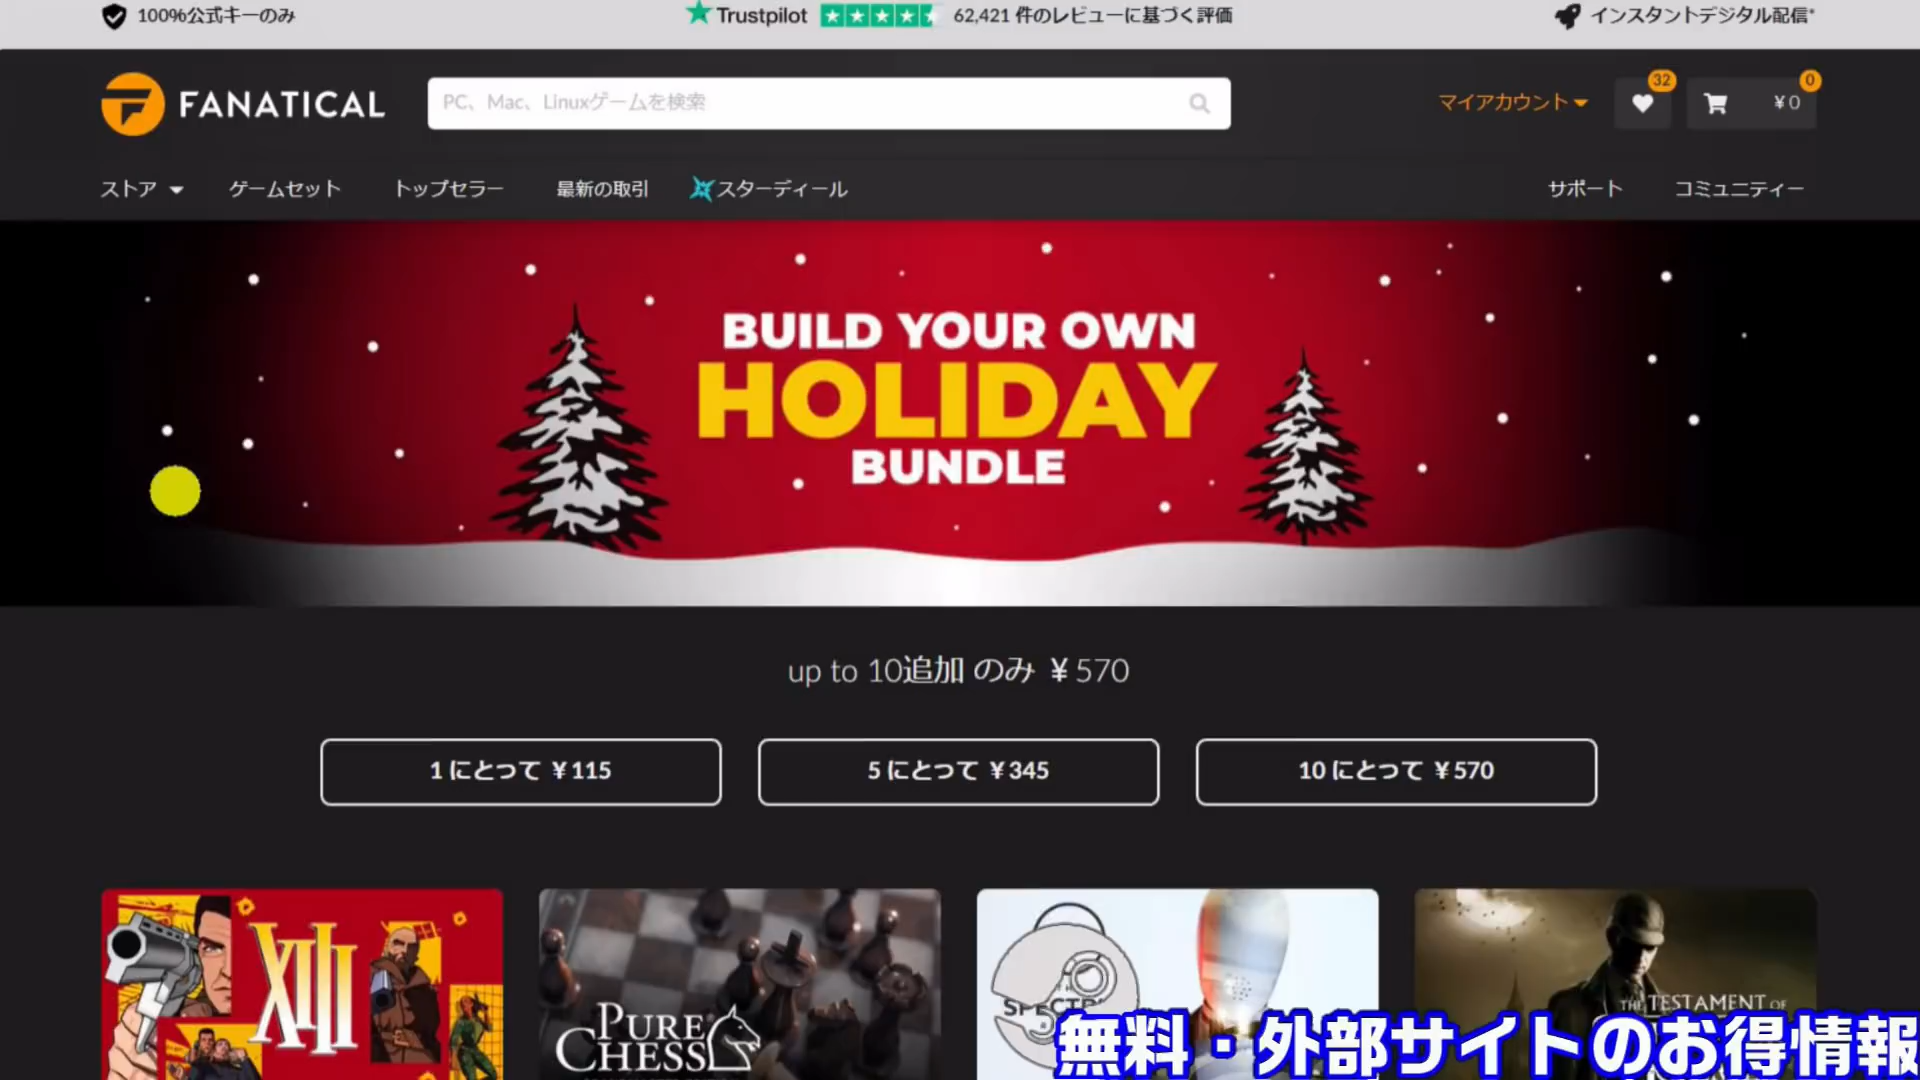 100%公式キーのみ
Trustpilot
62,421 件のレビューに基づく評価
インスタントデジタル配信*
FANATICAL
PC、Mac、Linuxゲームを検索
マイアカウント
32
¥0
0
ストア
ゲームセット
トップセラー
最新の取引
スターディール
サポート
コミュニティー
BUILD YOUR OWN
HOLIDAY
BUNDLE
up to 10追加 のみ ¥570
1 にとって ¥115
5 にとって ¥345
10 にとって ¥570
XIII
PURE
CHESS
THE TESTAMENT OF
無料・外部サイトのお得情報